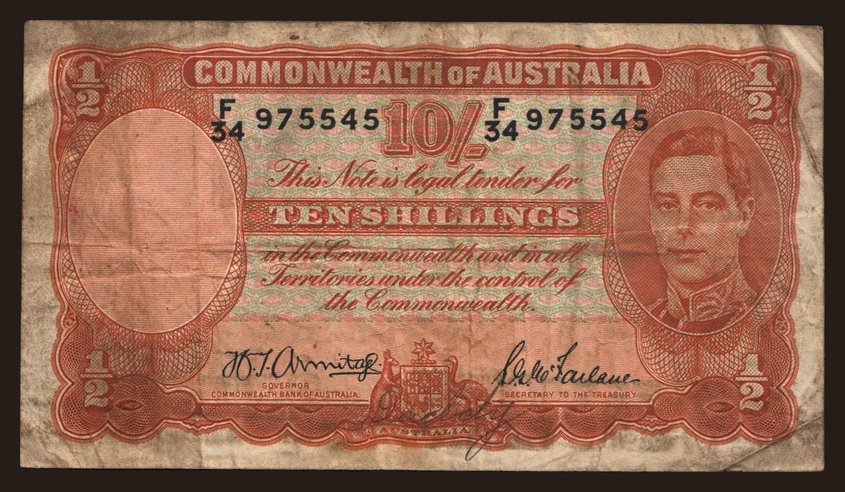 1/2
COMMONWEALTH OF AUSTRALIA
1/2
F/34 975545
10/-
F/34 975545
This Note is legal tender for
TEN SHILLINGS
in the Commonwealth and in all
Territories under the control of
the Commonwealth.
H.T. Armitage
GOVERNOR
COMMONWEALTH BANK OF AUSTRALIA.
S.G. McFarlane
SECRETARY TO THE TREASURY
1/2
AUSTRALIA
1/2